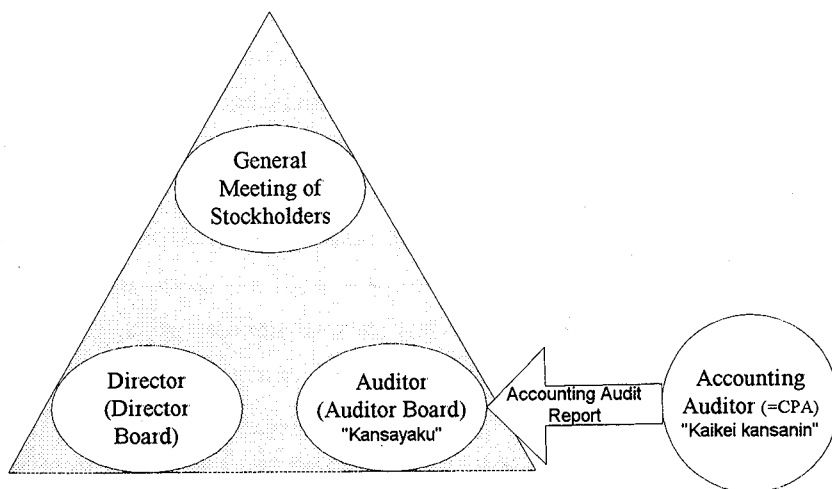 General
Meeting of
Stockholders
Director
(Director
Board)
Auditor
(Auditor Board)
"Kansayaku"
Accounting Audit
Report
Accounting
Auditor (=CPA)
"Kaikei kansanin"